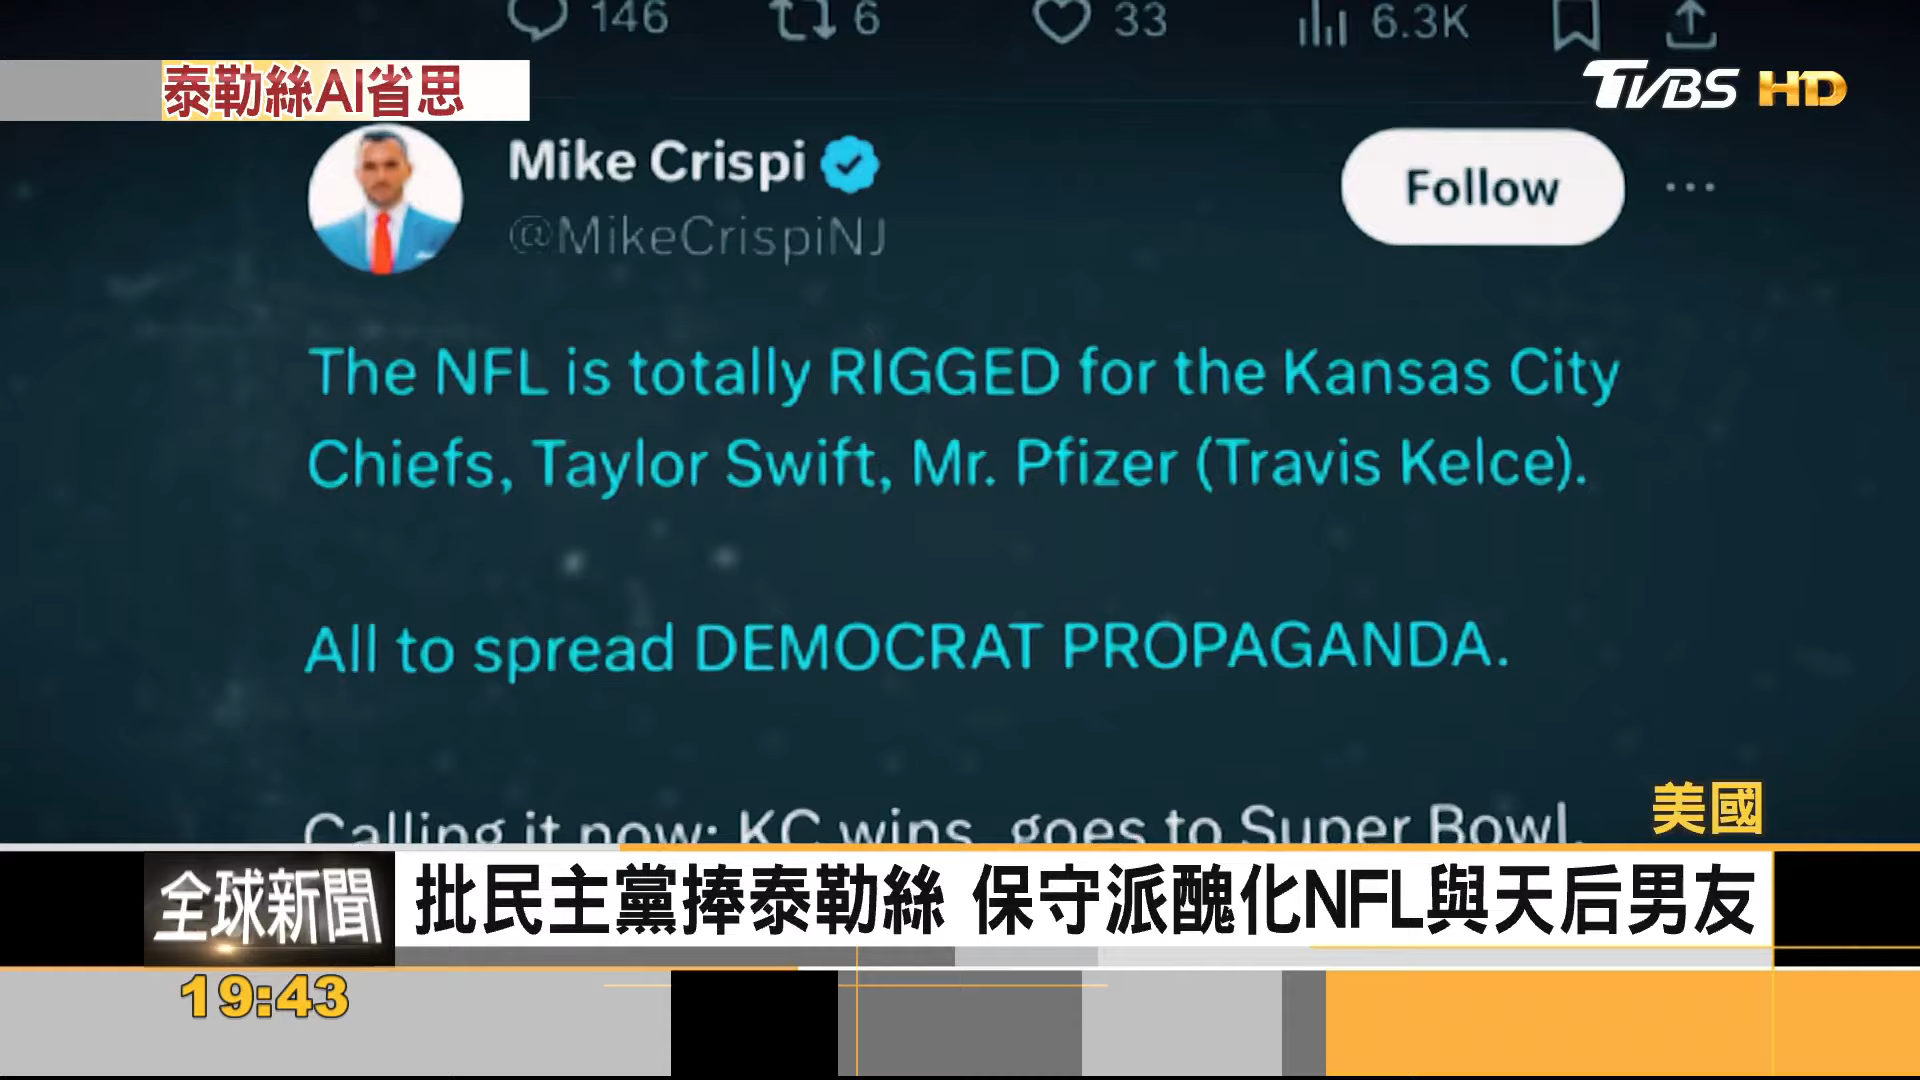 146 6 33 6.3K
泰勒絲AI省思
TVBS HD
Mike Crispi
@MikeCrispiNJ
Follow
The NFL is totally RIGGED for the Kansas City
Chiefs, Taylor Swift, Mr. Pfizer (Travis Kelce).
All to spread DEMOCRAT PROPAGANDA.
Calling it now: KC wins, goes to Super Bowl,
美國
全球新聞
批民主黨捧泰勒絲 保守派醜化NFL與天后男友
19:43